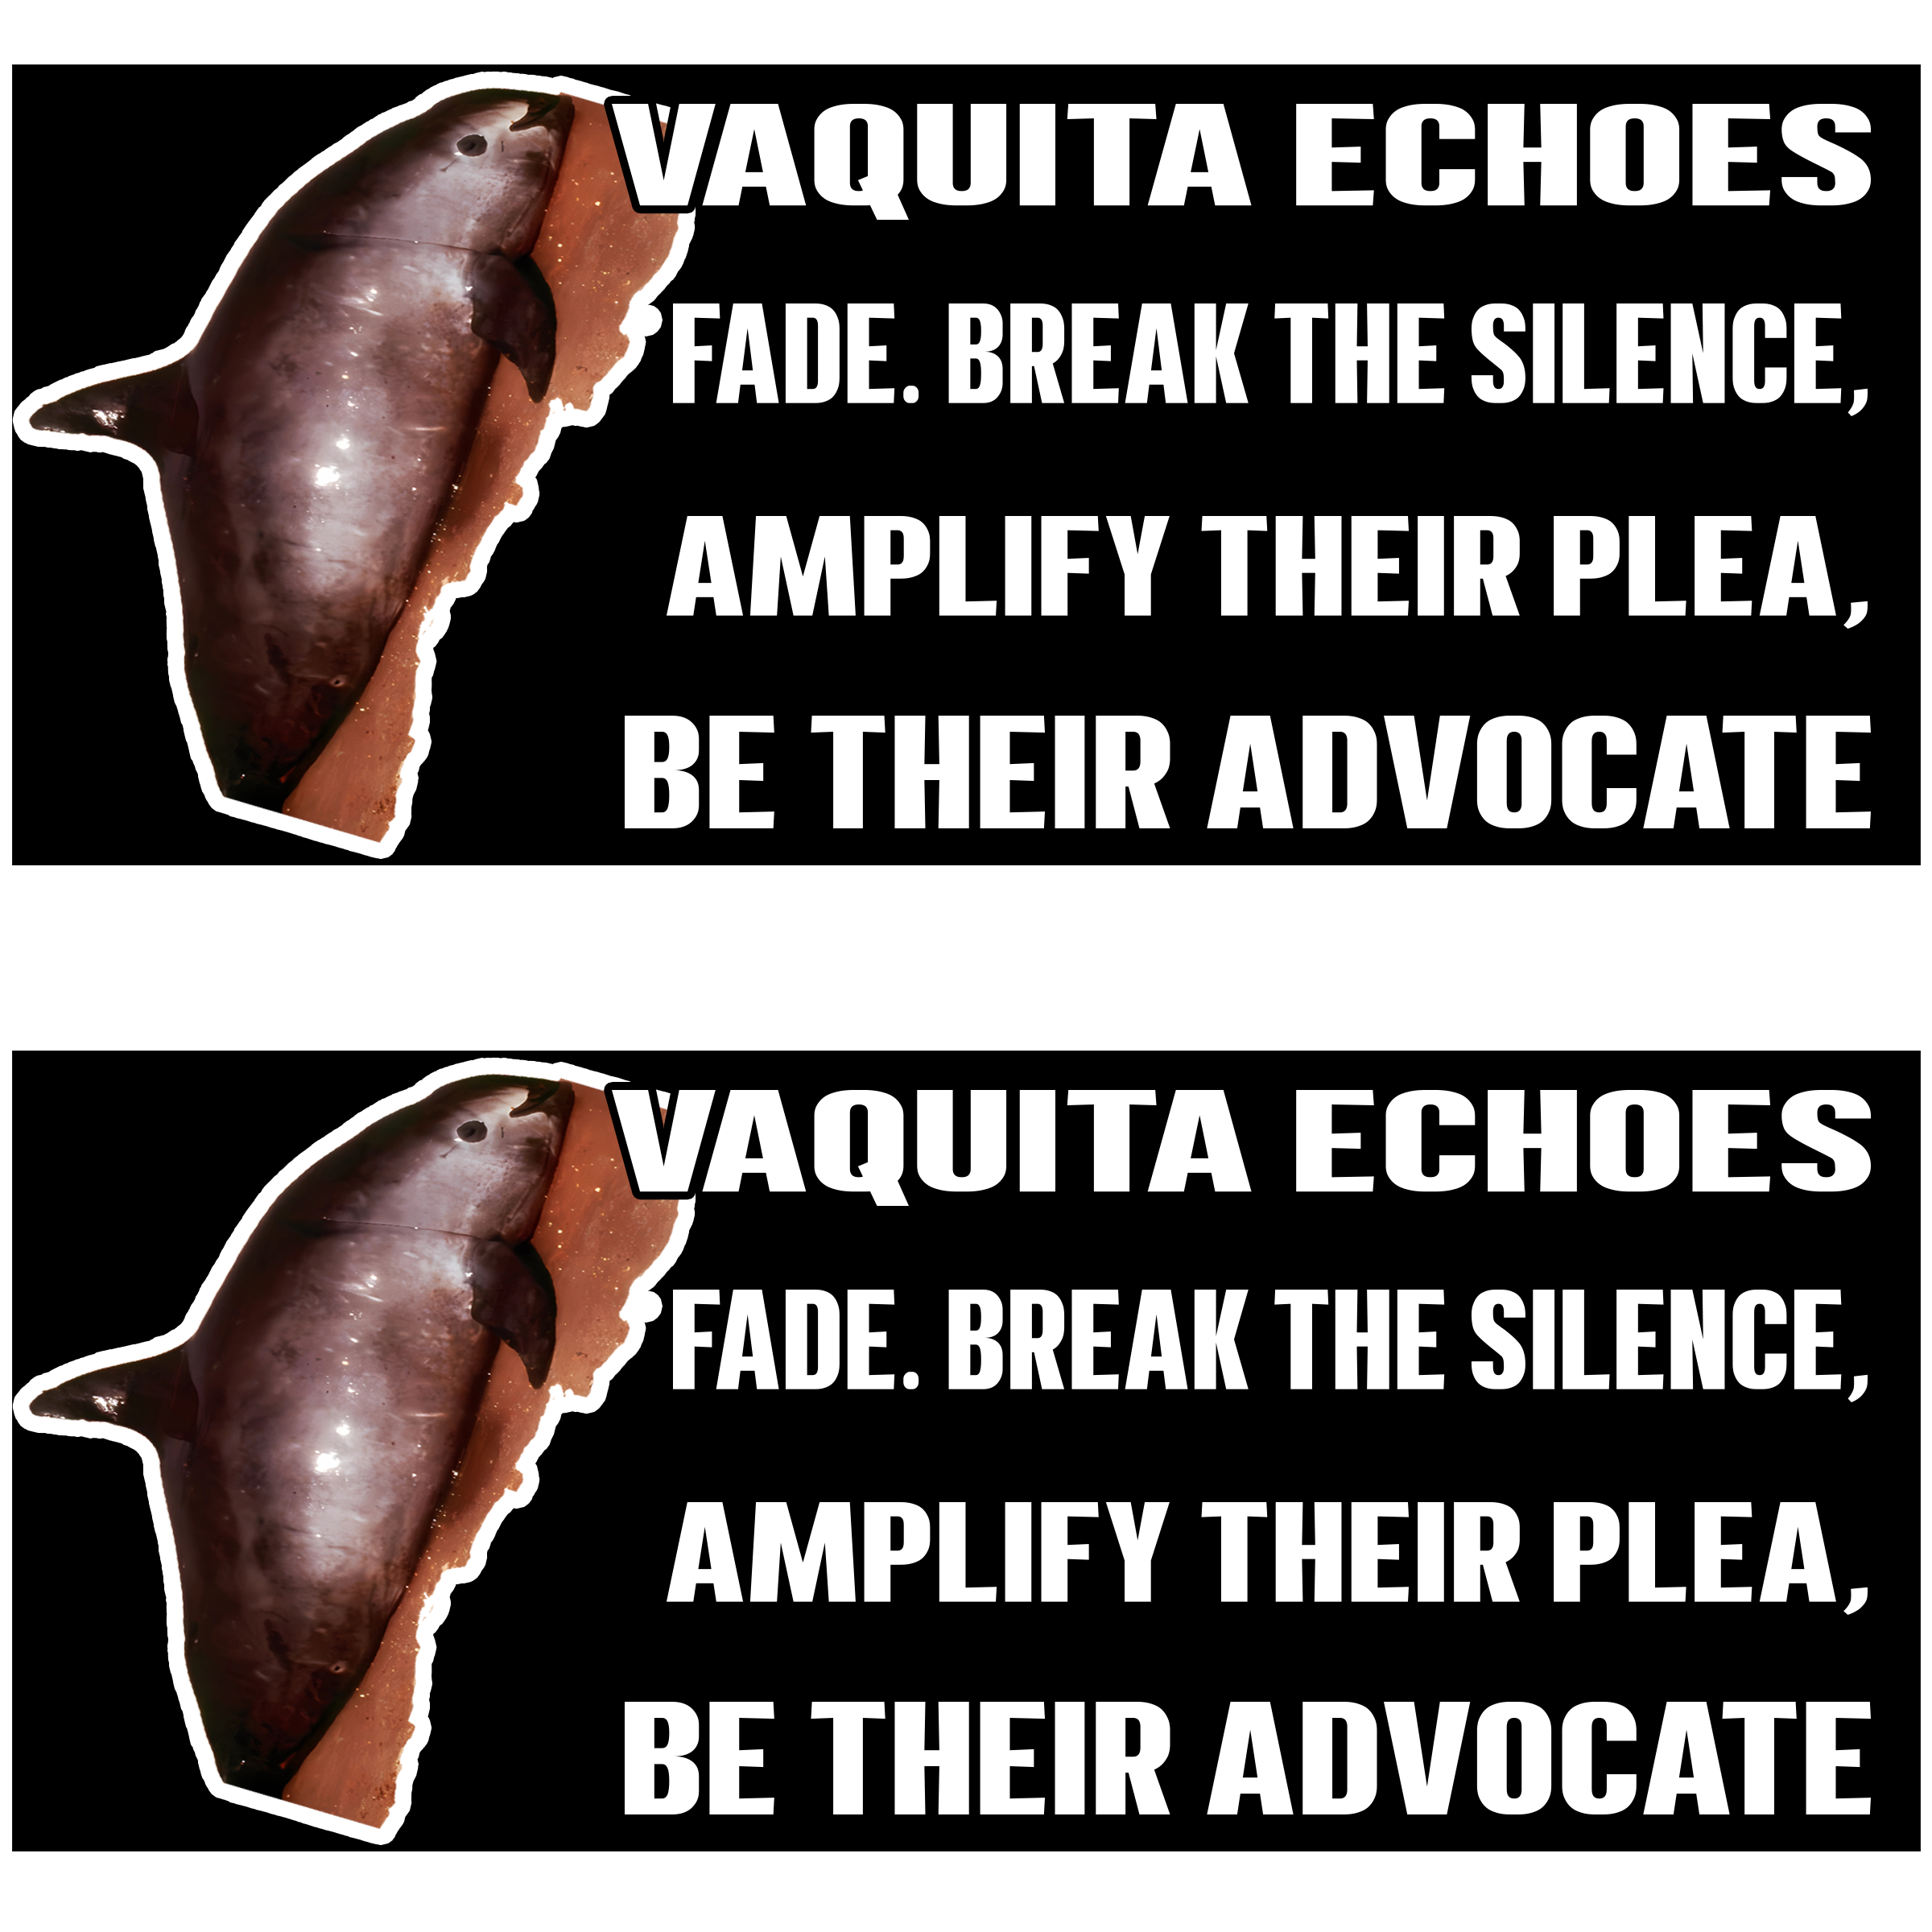 VAQUITA ECHOES
FADE. BREAK THE SILENCE,
AMPLIFY THEIR PLEA,
BE THEIR ADVOCATE
VAQUITA ECHOES
FADE. BREAK THE SILENCE,
AMPLIFY THEIR PLEA,
BE THEIR ADVOCATE